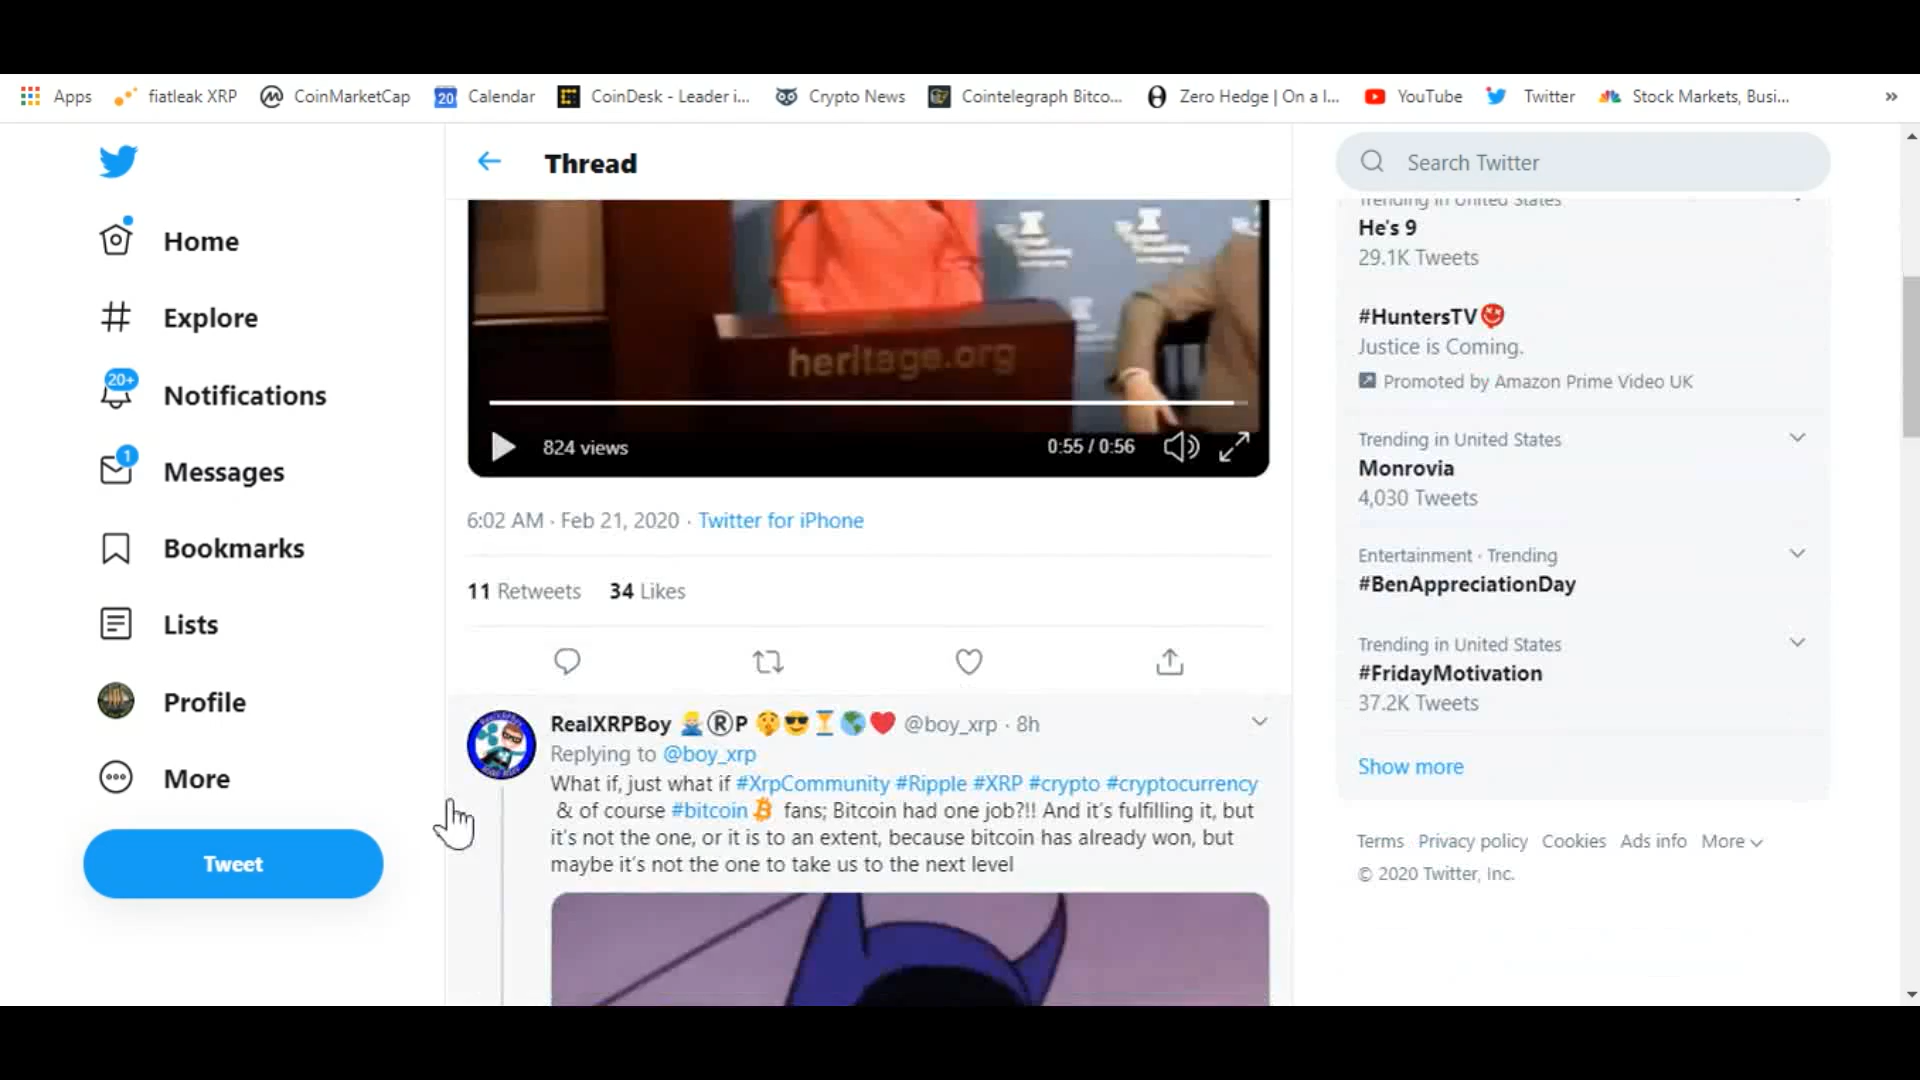 Apps
fiatleak XRP
CoinMarketCap
20
Calendar
CoinDesk - Leader i...
Crypto News
Cointelegraph Bitco...
Zero Hedge | On a l...
YouTube
Twitter
Stock Markets, Busi...
»
Home
Explore
20+
Notifications
1
Messages
Bookmarks
Lists
Profile
More
Tweet
Thread
heritage.org
824 views
0:55 / 0:56
6:02 AM · Feb 21, 2020 · Twitter for iPhone
11 Retweets 34 Likes
RealXRPBoy 🤷🏼‍♂️ⓇP 🤫😎⏳🌎❤️ @boy_xrp · 8h
Replying to @boy_xrp
What if, just what if #XrpCommunity #Ripple #XRP #crypto #cryptocurrency
& of course #bitcoin fans; Bitcoin had one job?!! And it's fulfilling it, but
it's not the one, or it is to an extent, because bitcoin has already won, but
maybe it's not the one to take us to the next level
Search Twitter
Trending in United States
He's 9
29.1K Tweets
#HuntersTV
Justice is Coming.
Promoted by Amazon Prime Video UK
Trending in United States
Monrovia
4,030 Tweets
Entertainment · Trending
#BenAppreciationDay
Trending in United States
#FridayMotivation
37.2K Tweets
Show more
Terms Privacy policy Cookies Ads info More
© 2020 Twitter, Inc.